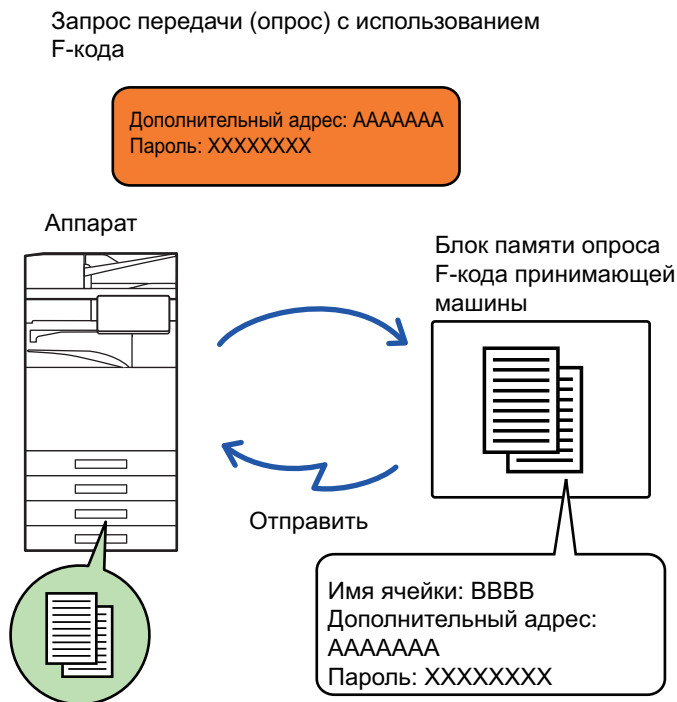 Запрос передачи (опрос) с использованием
F-кода
Дополнительный адрес: AAAAAAA
Пароль: XXXXXXXX
Аппарат
Блок памяти опроса
F-кода принимающей
машины
Отправить
Имя ячейки: BBBB
Дополнительный адрес:
AAAAAAA
Пароль: XXXXXXXX